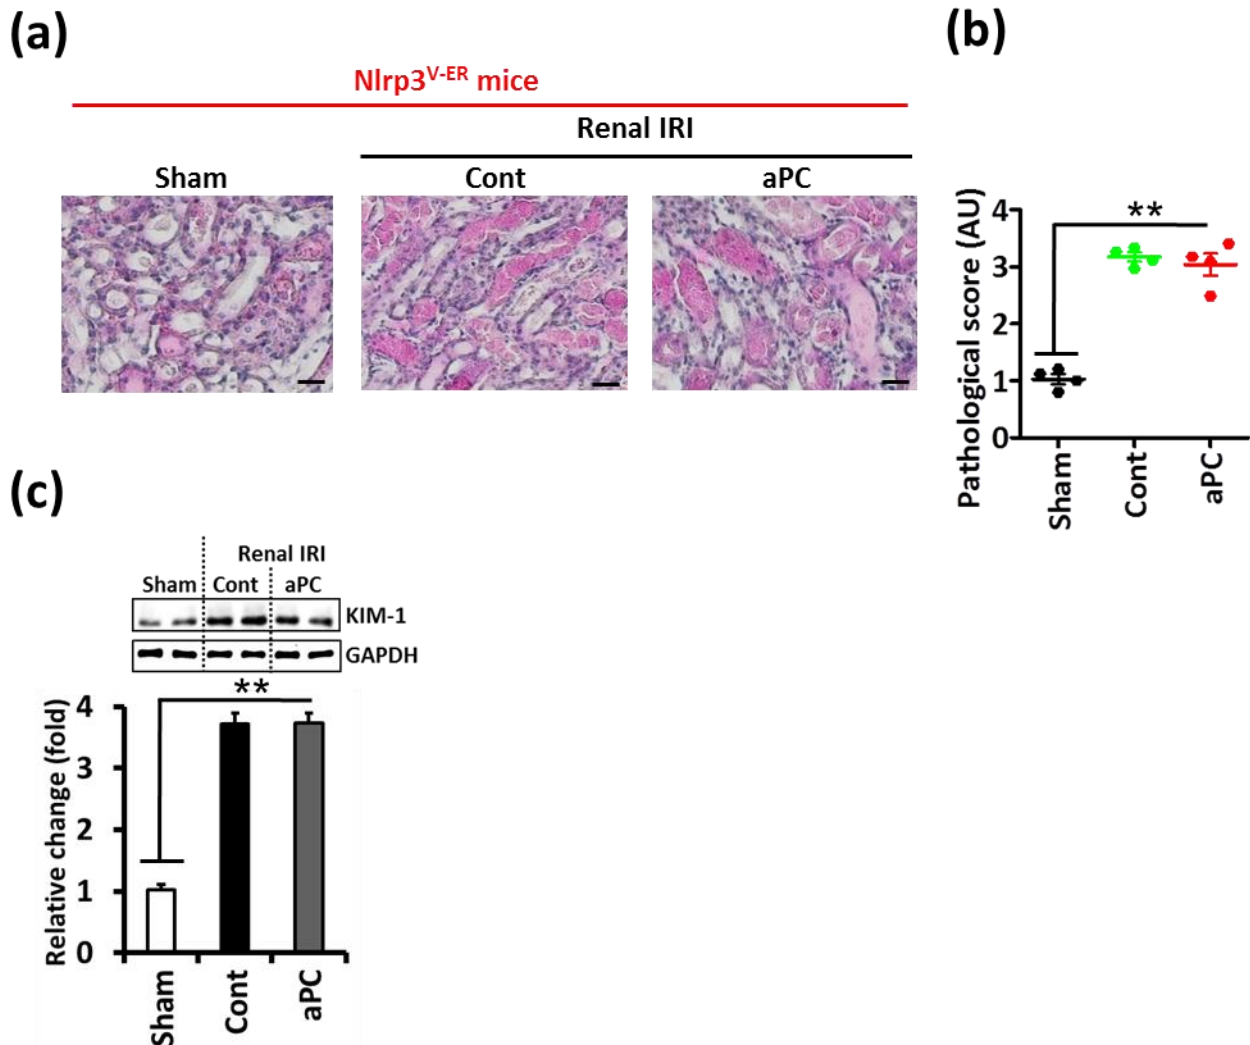 (a)
Nlrp3V-ER mice
Renal IRI
Sham Cont aPC
(b)
Pathological score (AU)
4
3
2
1
0
**
Sham Cont aPC
(c)
Renal IRI
Sham Cont aPC
KIM-1
GAPDH
**
Relative change (fold)
4
3
2
1
0
Sham Cont aPC